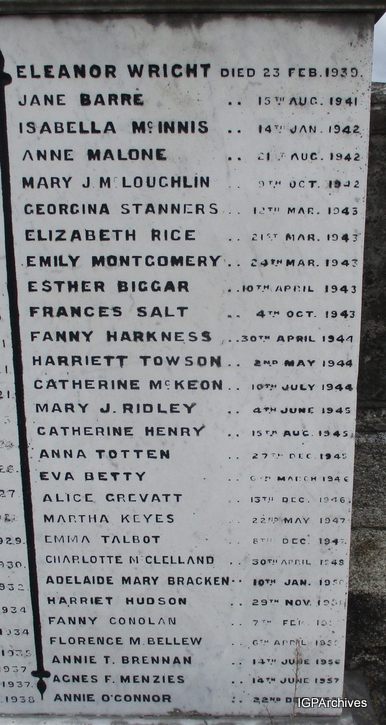 ELEANOR WRIGHT DIED 23 FEB. 1939.
JANE BARRE .. 15TH AUG. 1941
ISABELLA McINNIS .. 14TH JAN. 1942
ANNE MALONE .. 21ST AUG. 1942
MARY J. McLOUGHLIN .. 9TH OCT. 1942
GEORGINA STANNERS .. MAR. 1943
ELIZABETH RICE .. 21ST MAR. 1943
EMILY MONTGOMERY .. 24TH MAR. 1943
ESTHER BIGGAR .. 10TH APRIL 1943
FRANCES SALT .. 4TH OCT. 1943
FANNY HARKNESS .. 30TH APRIL 1944
HARRIETT TOWSON .. 2ND MAY 1944
CATHERINE McKEON .. 10TH JULY 1944
MARY J. RIDLEY .. 4TH JUNE 1945
CATHERINE HENRY .. 15TH AUG. 1945
ANNA TOTTEN .. 27TH DEC. 1945
EVA BETTY .. MARCH 1946
ALICE GREVATT .. 13TH DEC. 1946
MARTHA KEYES .. 22ND MAY 1947
EMMA TALBOT .. 8TH DEC. 1947
CHARLOTTE McCLELLAND .. 30TH APRIL 1948
ADELAIDE MARY BRACKEN .. 10TH JAN. 1950
HARRIET HUDSON .. 29TH NOV.
FANNY CONOLAN .. 7TH FEB.
FLORENCE M. BELLEW .. 6TH APRIL
ANNIE T. BRENNAN .. 14TH JUNE 1956
AGNES F. MENZIES .. 14TH JUNE 1957
ANNIE O'CONNOR .. 22ND
IGPArchives